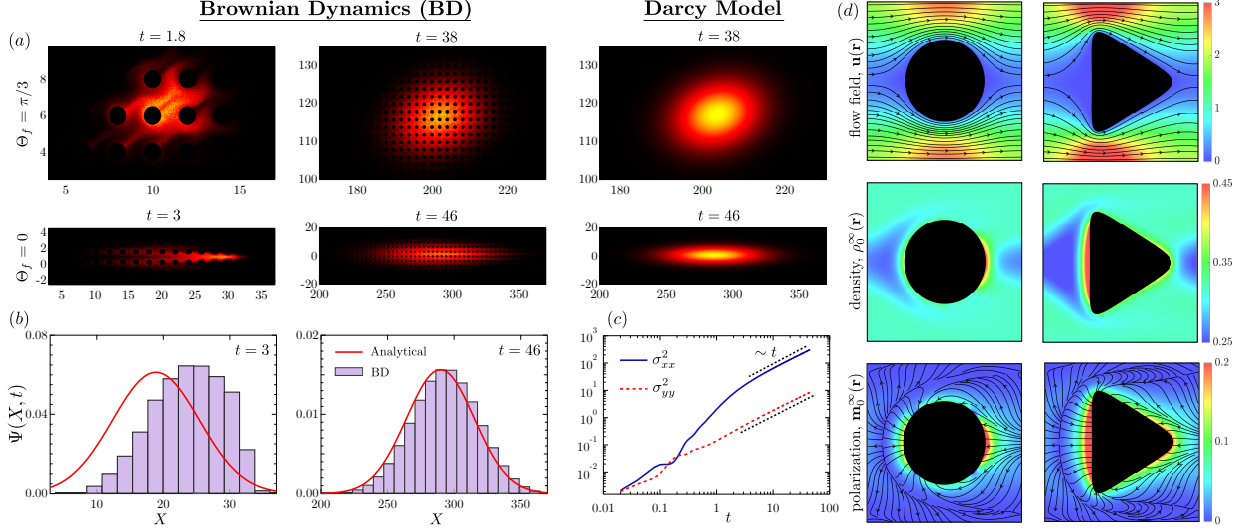 Brownian Dynamics (BD)
Darcy Model
(a)
t = 1.8
t = 38
t = 38
Θ_f = π/3
8
6
4
5
10
15
130
120
110
100
180
200
220
130
120
110
100
180
200
220
t = 3
t = 46
t = 46
Θ_f = 0
4
2
0
-2
5
10
15
20
25
30
35
20
0
-20
200
250
300
350
20
0
-20
200
250
300
350
(b)
Ψ(X, t)
0.08
0.04
0.00
t = 3
10
20
30
X
0.02
0.01
0.00
Analytical
BD
t = 46
200
250
300
350
X
(c)
10^3
10^2
10^1
10^0
10^-1
10^-2
σ²_xx
σ²_yy
∼ t
0.01
0.1
1
10
100
t
(d)
flow field, u(r)
3
2
1
0
density, ρ_0^∞(r)
0.45
0.35
0.25
polarization, m_0^∞(r)
0.2
0.1
0